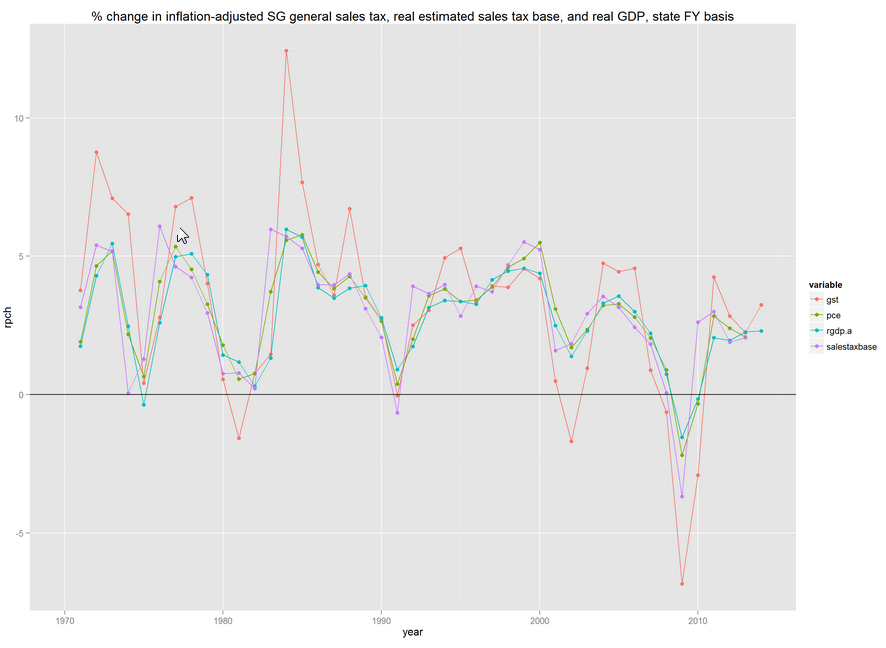 % change in inflation-adjusted SG general sales tax, real estimated sales tax base, and real GDP, state FY basis
10
5
0
-5
rpch
1970 1980 1990 2000 2010
year
variable
gst
pce
rgdp.a
salestaxbase